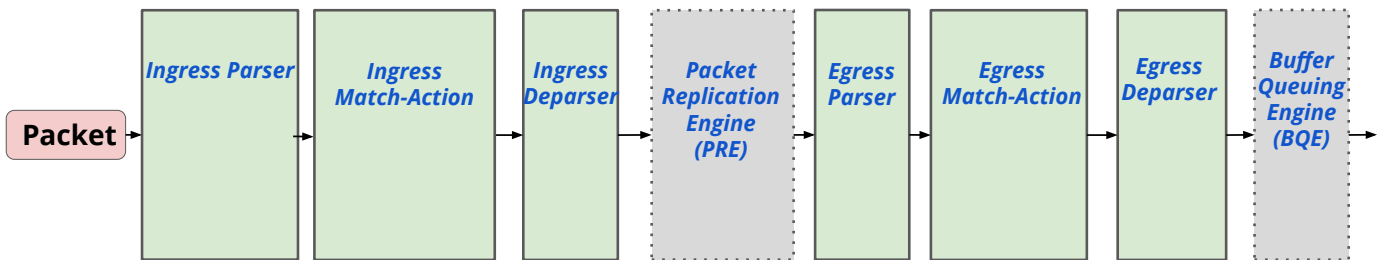 Packet
Ingress Parser
Ingress
Match-Action
Ingress
Deparser
Packet
Replication
Engine
(PRE)
Egress
Parser
Egress
Match-Action
Egress
Deparser
Buffer
Queuing
Engine
(BQE)